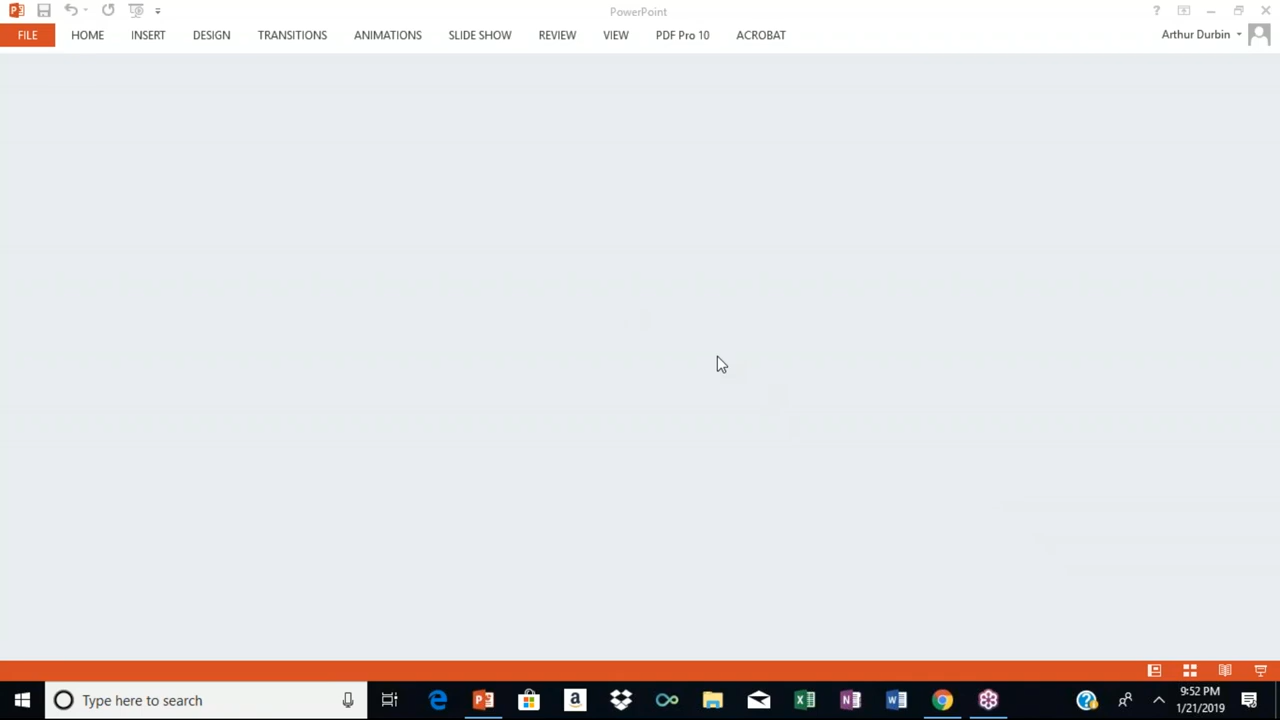 PowerPoint
FILE HOME INSERT DESIGN TRANSITIONS ANIMATIONS SLIDE SHOW REVIEW VIEW PDF Pro 10 ACROBAT Arthur Durbin
Type here to search
9:52 PM
1/21/2019